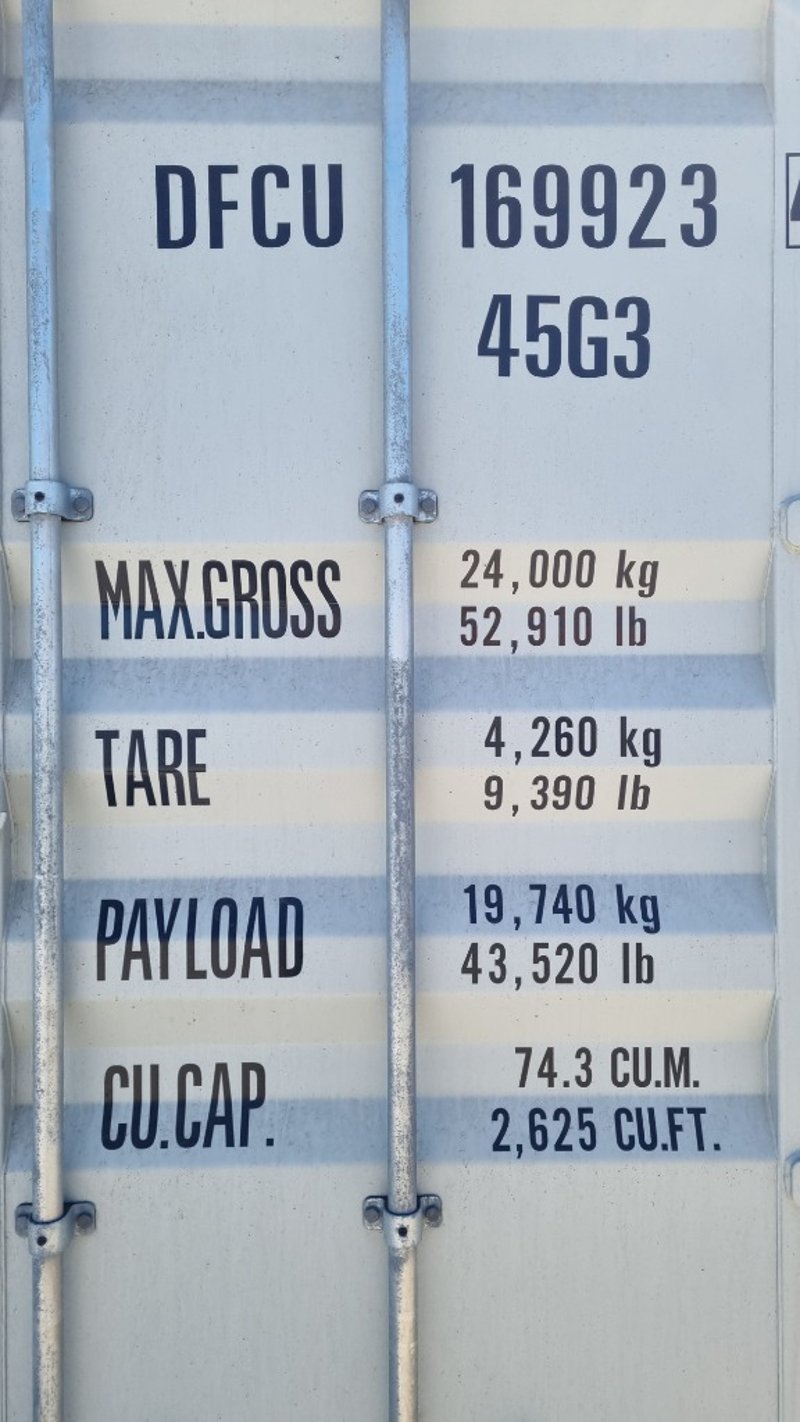 DFCU 169923
45G3
MAX.GROSS 24,000 kg
52,910 lb
TARE 4,260 kg
9,390 lb
PAYLOAD 19,740 kg
43,520 lb
CU.CAP. 74.3 CU.M.
2,625 CU.FT.